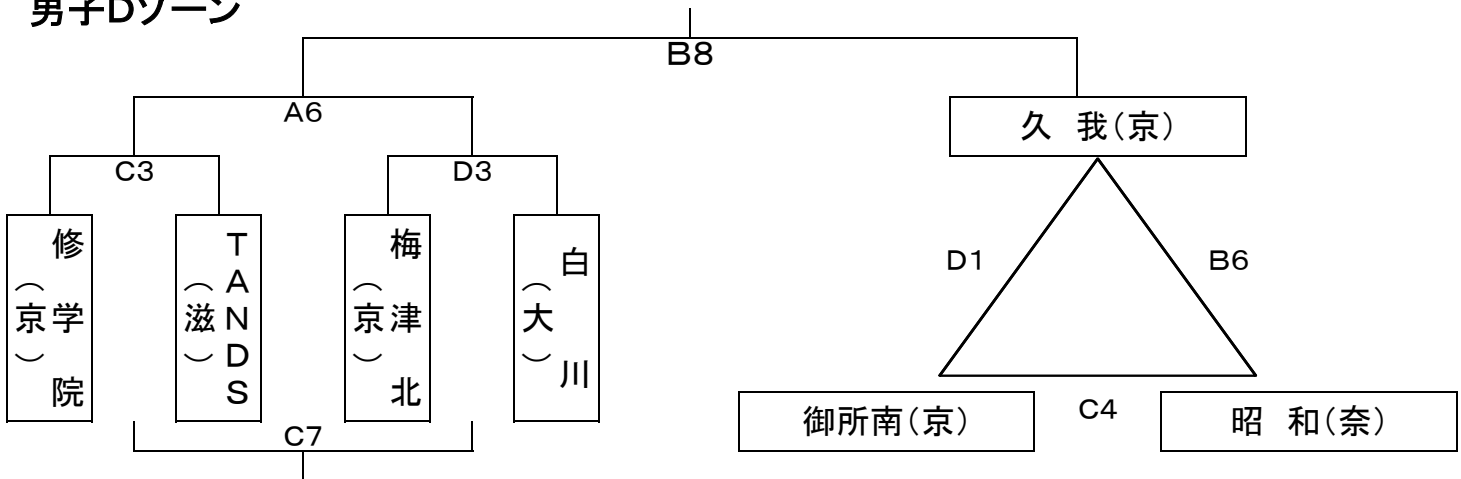 男子Dゾーン
B8
A6
C3
D3
修学院
（京）
TANDS
（滋）
梅津北
（京）
白川
（大）
C7
久　我（京）
D1
B6
御所南（京）
C4
昭　和（奈）